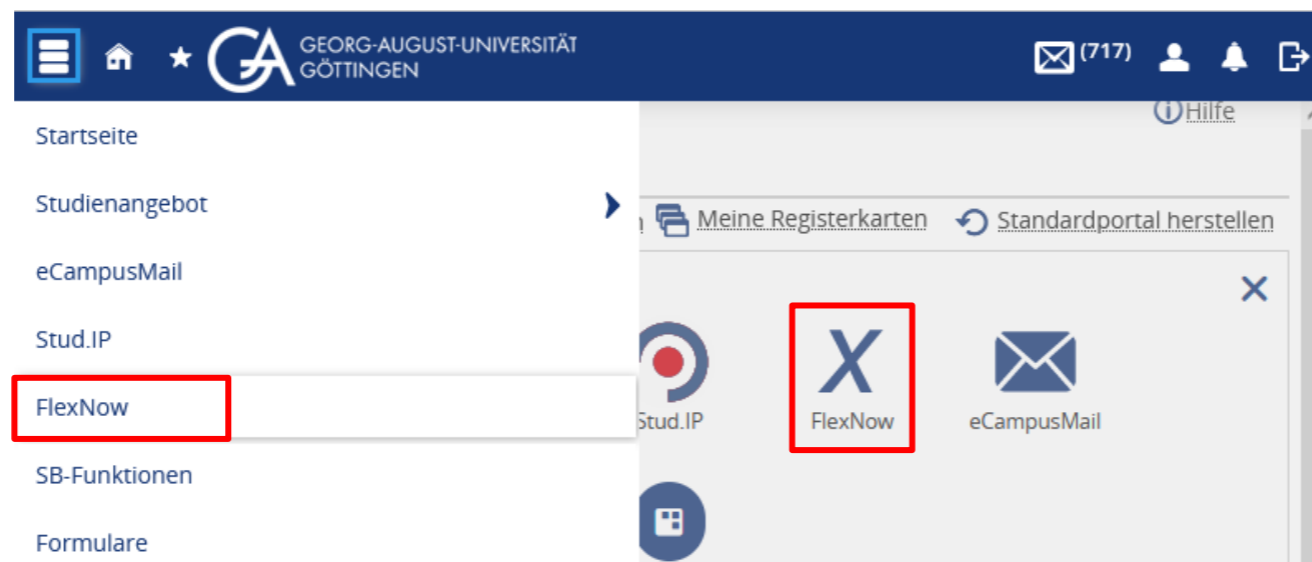 GEORG-AUGUST-UNIVERSITÄT
GÖTTINGEN
(717)
Hilfe
Startseite
Studienangebot
Meine Registerkarten
Standardportal herstellen
eCampusMail
Stud.IP
FlexNow
SB-Funktionen
Formulare
Stud.IP
FlexNow
eCampusMail